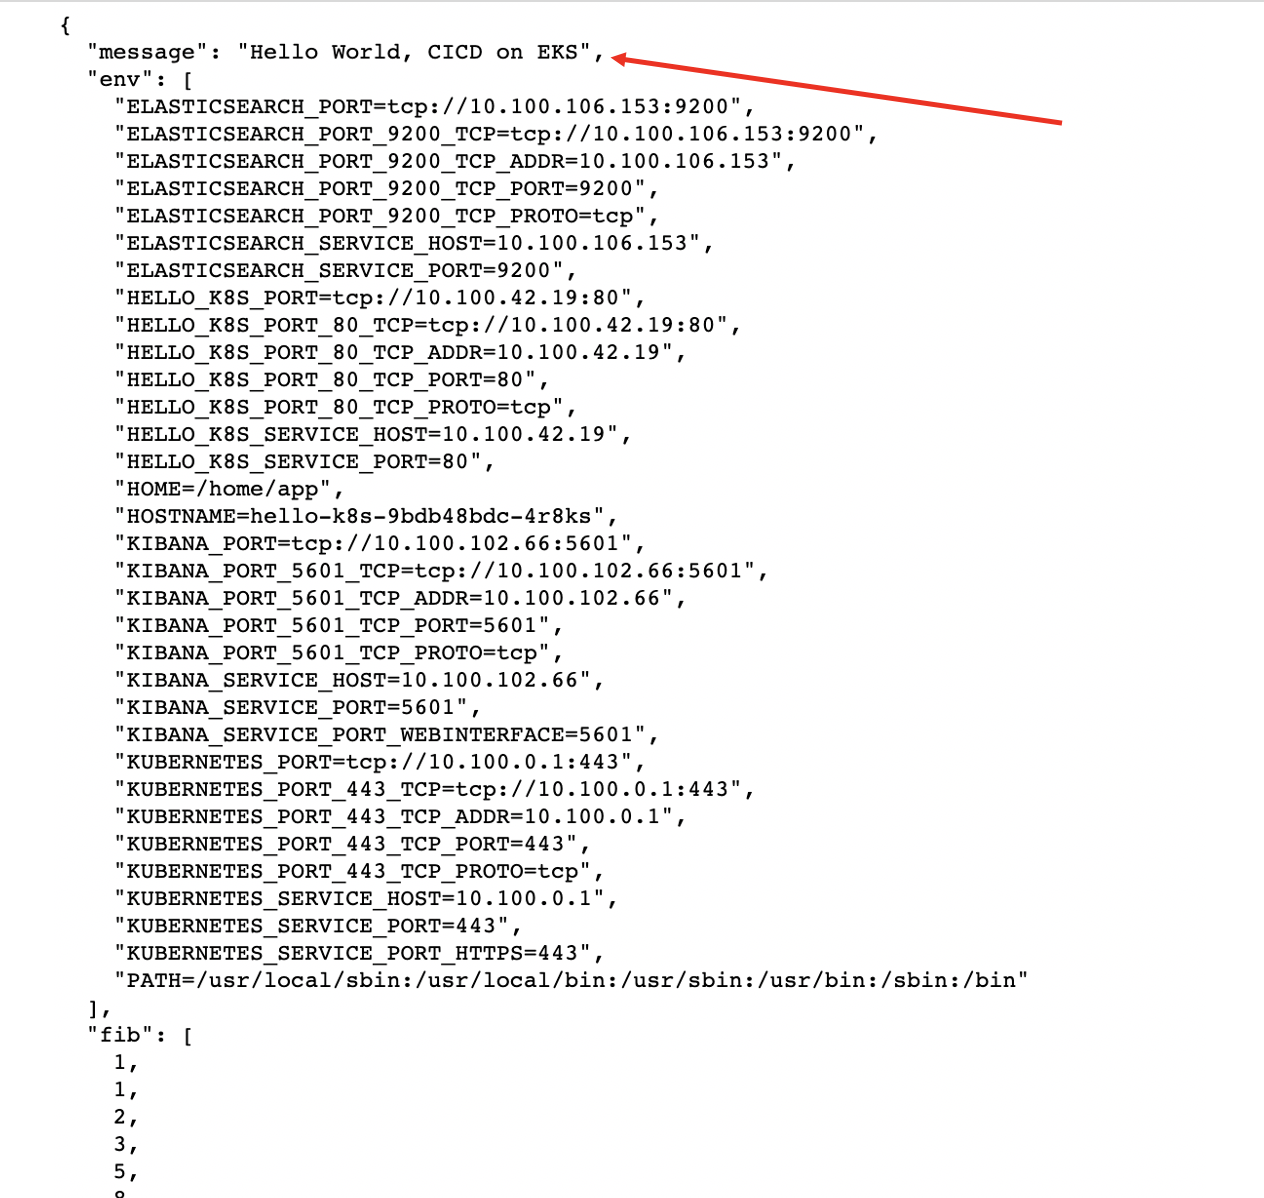 {
"message": "Hello World, CICD on EKS",
"env": [
"ELASTICSEARCH_PORT=tcp://10.100.106.153:9200",
"ELASTICSEARCH_PORT_9200_TCP=tcp://10.100.106.153:9200",
"ELASTICSEARCH_PORT_9200_TCP_ADDR=10.100.106.153",
"ELASTICSEARCH_PORT_9200_TCP_PORT=9200",
"ELASTICSEARCH_PORT_9200_TCP_PROTO=tcp",
"ELASTICSEARCH_SERVICE_HOST=10.100.106.153",
"ELASTICSEARCH_SERVICE_PORT=9200",
"HELLO_K8S_PORT=tcp://10.100.42.19:80",
"HELLO_K8S_PORT_80_TCP=tcp://10.100.42.19:80",
"HELLO_K8S_PORT_80_TCP_ADDR=10.100.42.19",
"HELLO_K8S_PORT_80_TCP_PORT=80",
"HELLO_K8S_PORT_80_TCP_PROTO=tcp",
"HELLO_K8S_SERVICE_HOST=10.100.42.19",
"HELLO_K8S_SERVICE_PORT=80",
"HOME=/home/app",
"HOSTNAME=hello-k8s-9bdb48bdc-4r8ks",
"KIBANA_PORT=tcp://10.100.102.66:5601",
"KIBANA_PORT_5601_TCP=tcp://10.100.102.66:5601",
"KIBANA_PORT_5601_TCP_ADDR=10.100.102.66",
"KIBANA_PORT_5601_TCP_PORT=5601",
"KIBANA_PORT_5601_TCP_PROTO=tcp",
"KIBANA_SERVICE_HOST=10.100.102.66",
"KIBANA_SERVICE_PORT=5601",
"KIBANA_SERVICE_PORT_WEBINTERFACE=5601",
"KUBERNETES_PORT=tcp://10.100.0.1:443",
"KUBERNETES_PORT_443_TCP=tcp://10.100.0.1:443",
"KUBERNETES_PORT_443_TCP_ADDR=10.100.0.1",
"KUBERNETES_PORT_443_TCP_PORT=443",
"KUBERNETES_PORT_443_TCP_PROTO=tcp",
"KUBERNETES_SERVICE_HOST=10.100.0.1",
"KUBERNETES_SERVICE_PORT=443",
"KUBERNETES_SERVICE_PORT_HTTPS=443",
"PATH=/usr/local/sbin:/usr/local/bin:/usr/sbin:/usr/bin:/sbin:/bin"
],
"fib": [
1,
1,
2,
3,
5,